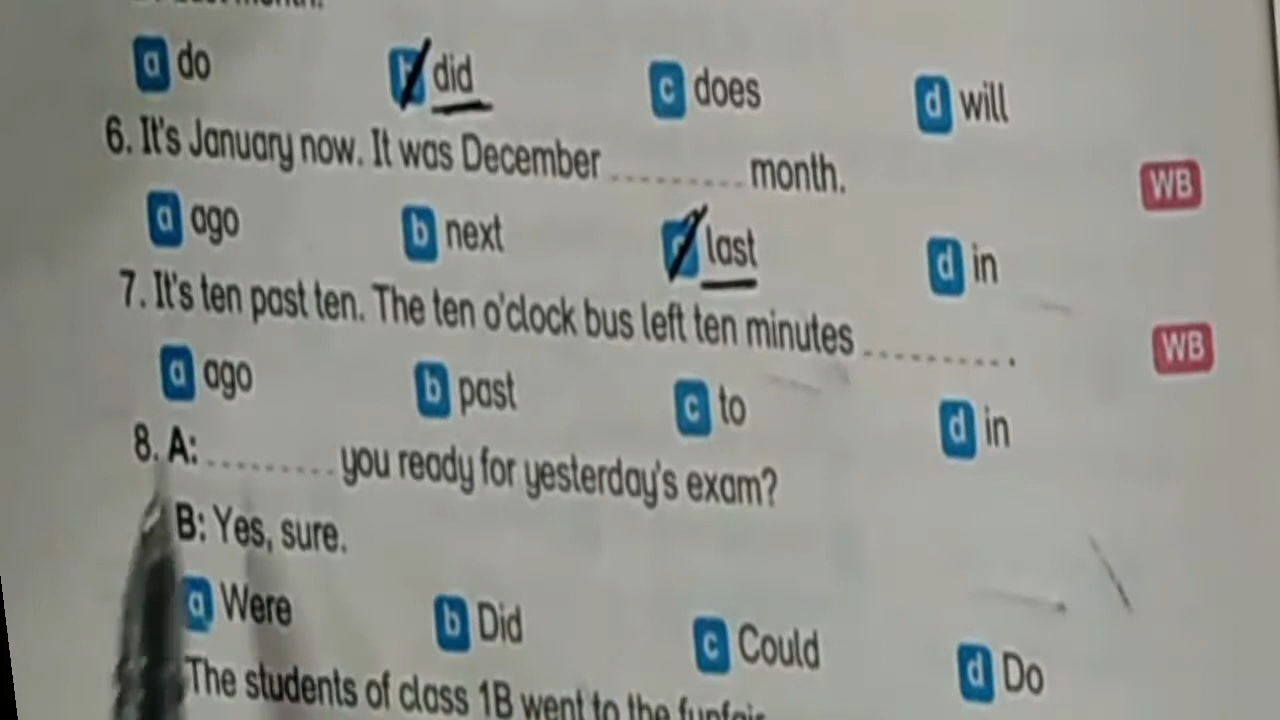 a do b did c does d will
6. It's January now. It was December .......... month. WB
a ago b next c last d in
7. It's ten past ten. The ten o'clock bus left ten minutes .......... . WB
a ago b past c to d in
8. A: .......... you ready for yesterday's exam?
B: Yes, sure.
a Were b Did c Could d Do
The students of class 1B went to the funfair